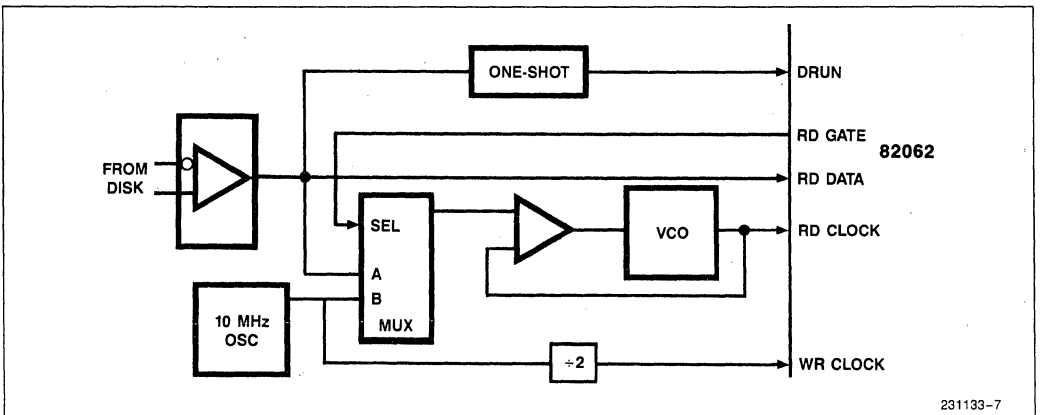 ONE-SHOT
DRUN
RD GATE
82062
FROM
DISK
RD DATA
SEL
VCO
RD CLOCK
A
B
MUX
10 MHz
OSC
÷2
WR CLOCK
231133-7